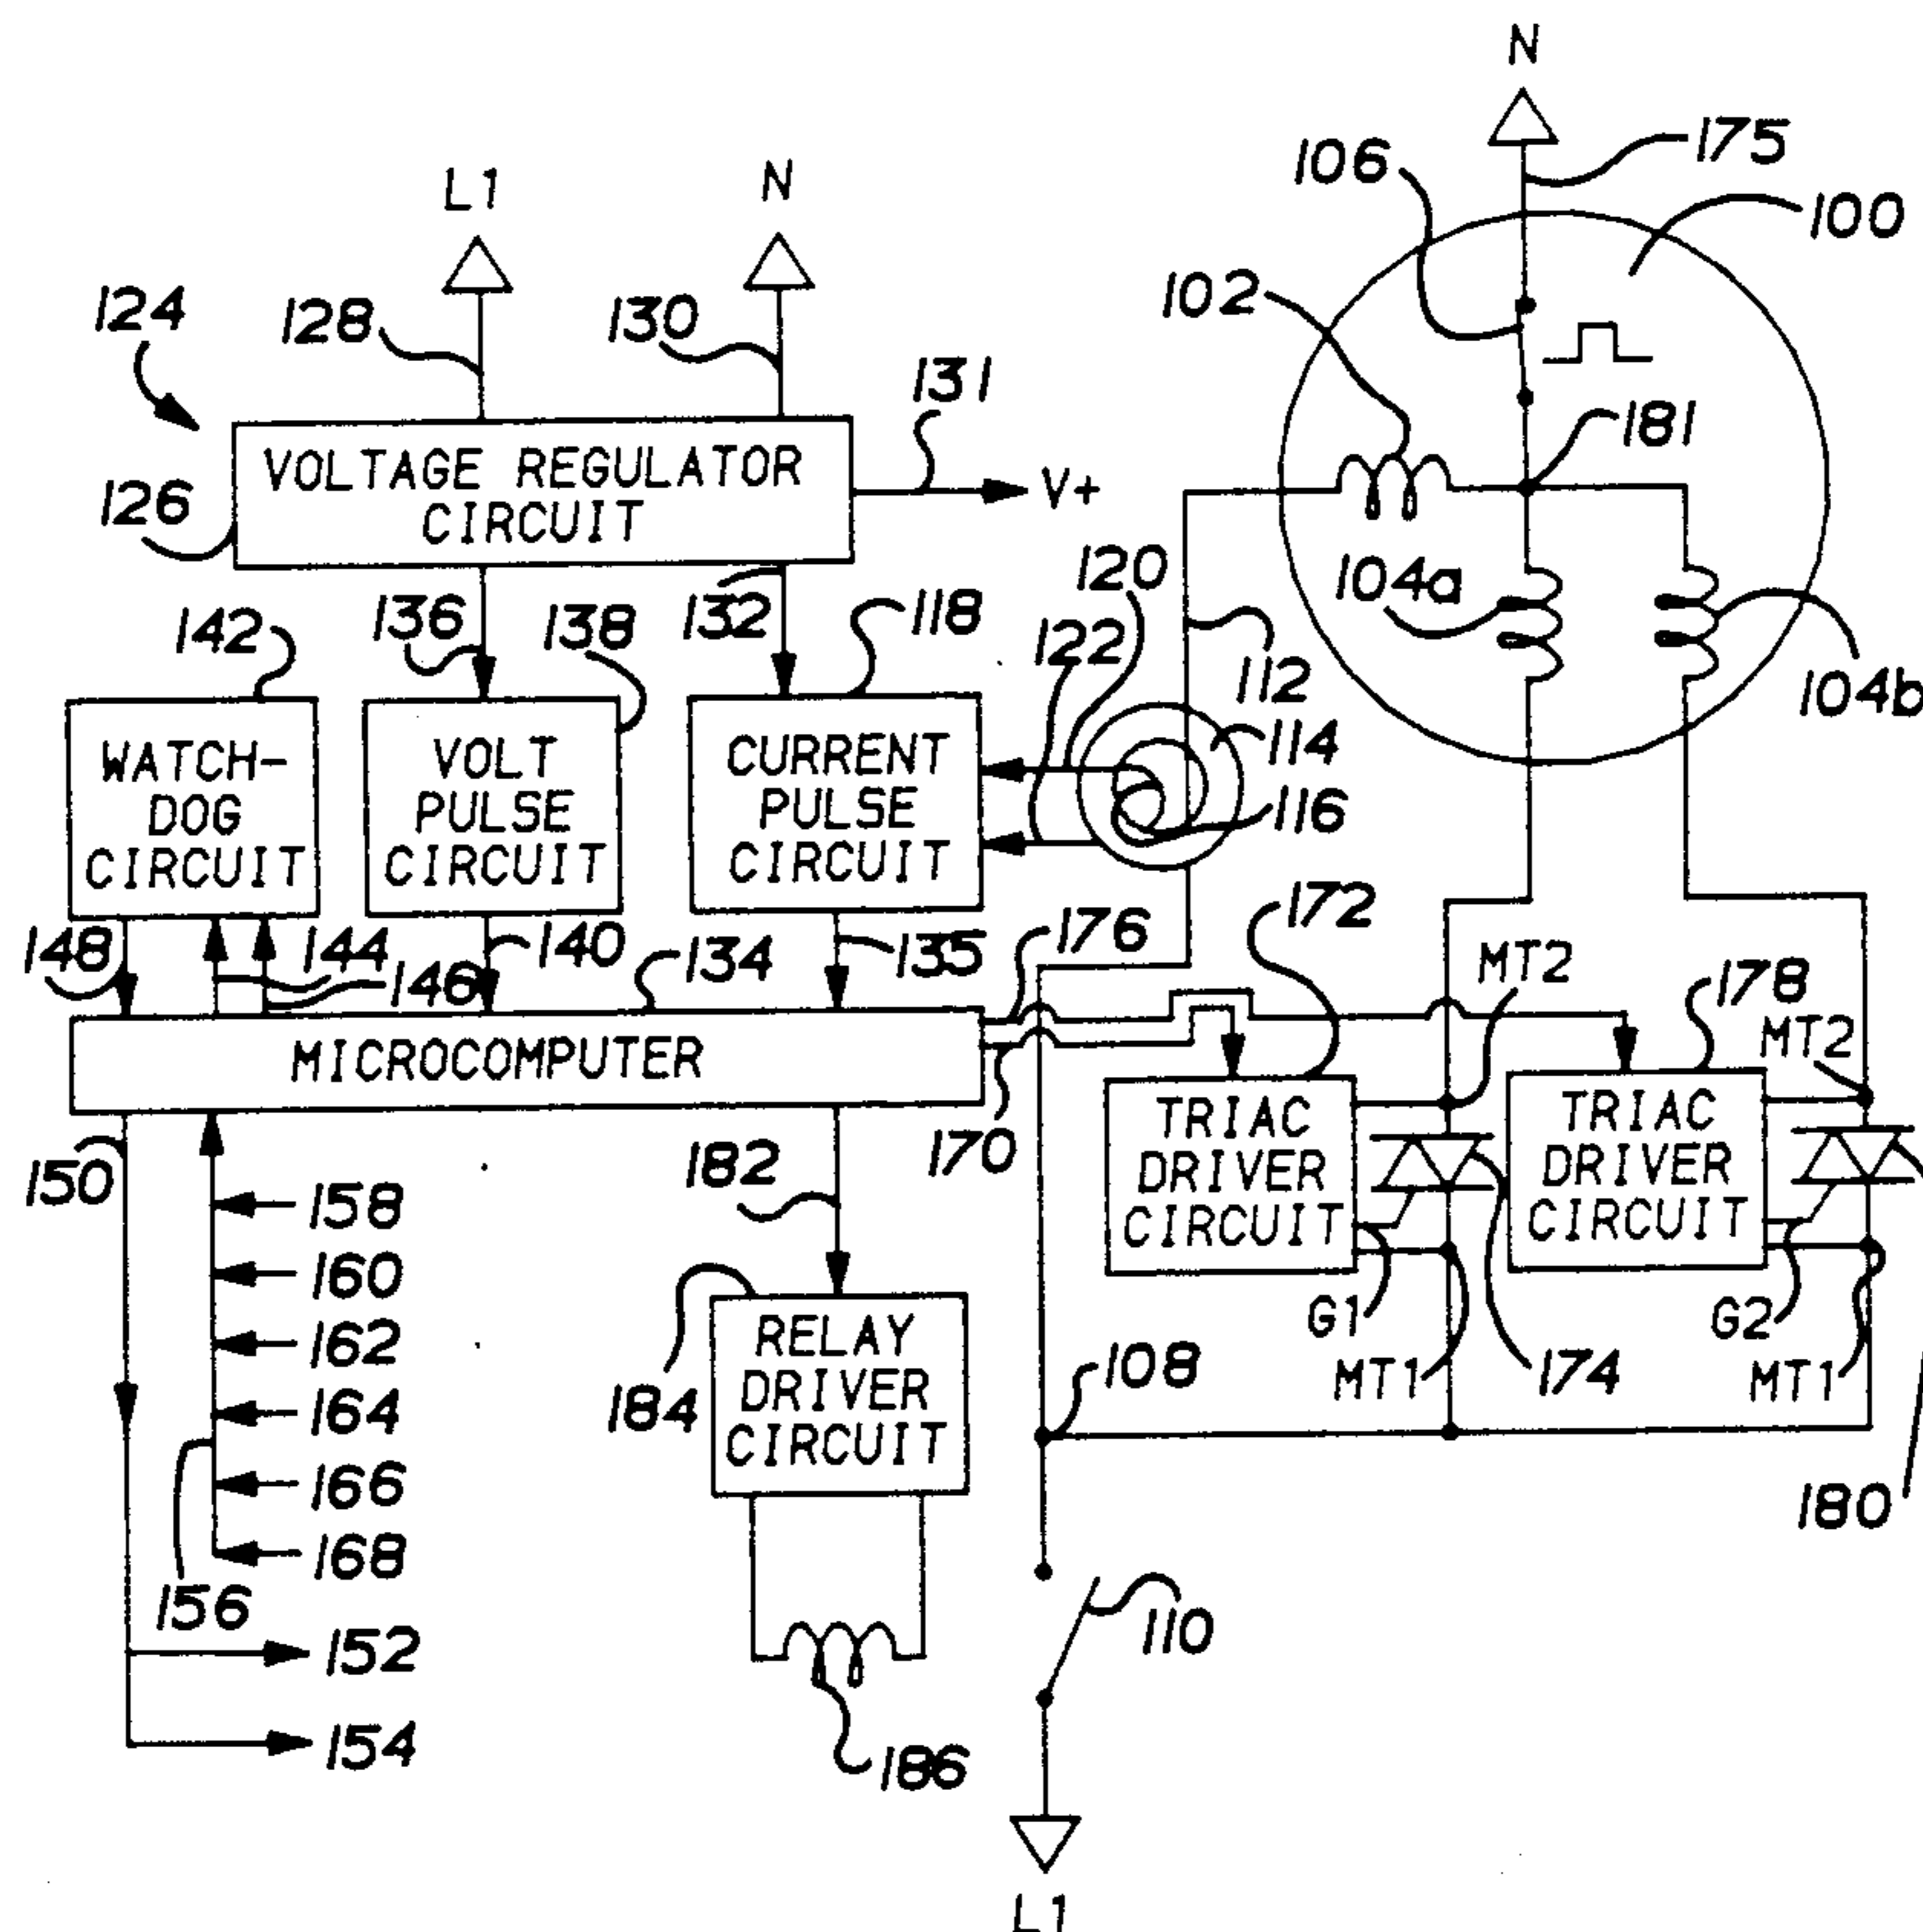 N
175
106
100
L1
N
102
124
128
130
131
181
VOLTAGE REGULATOR
CIRCUIT
V+
126
120
104a
136
138
132
118
122
142
112
104b
114
WATCH-
DOG
CIRCUIT
VOLT
PULSE
CIRCUIT
CURRENT
PULSE
CIRCUIT
116
172
148
144
146
140
134
135
176
MT2
178
MT2
MICROCOMPUTER
170
TRIAC
DRIVER
CIRCUIT
TRIAC
DRIVER
CIRCUIT
150
182
158
160
162
164
166
168
G1
MT1
174
G2
MT1
180
184
RELAY
DRIVER
CIRCUIT
108
156
110
152
154
186
L1